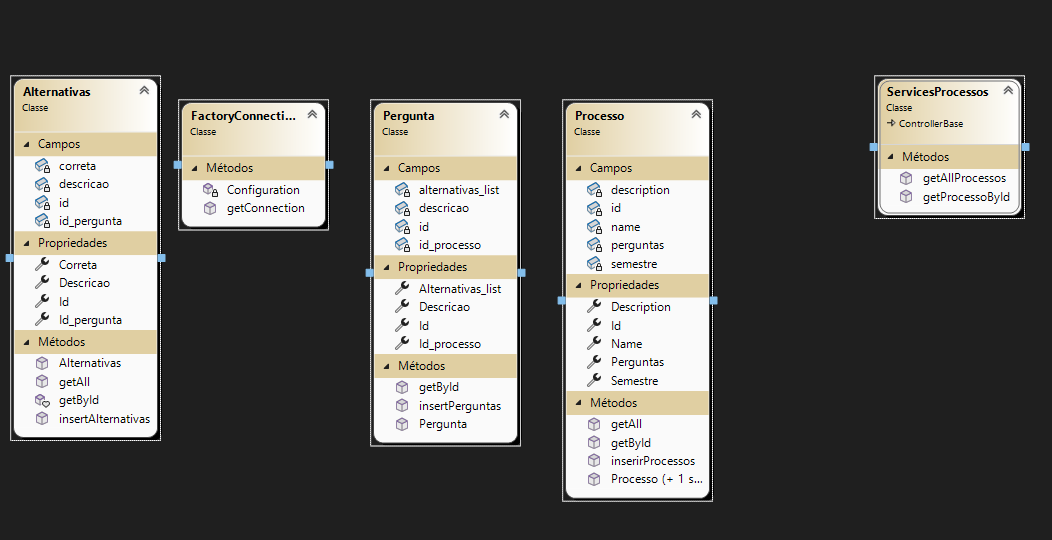 Alternativas
Classe
Campos
correta
descricao
id
id_pergunta
Propriedades
Correta
Descricao
Id
Id_pergunta
Métodos
Alternativas
getAll
getById
insertAlternativas
FactoryConnecti...
Classe
Métodos
Configuration
getConnection
Pergunta
Classe
Campos
alternativas_list
descricao
id
id_processo
Propriedades
Alternativas_list
Descricao
Id
Id_processo
Métodos
getById
insertPerguntas
Pergunta
Processo
Classe
Campos
description
id
name
perguntas
semestre
Propriedades
Description
Id
Name
Perguntas
Semestre
Métodos
getAll
getById
inserirProcessos
Processo (+ 1 s...
ServicesProcessos
Classe
ControllerBase
Métodos
getAllProcessos
getProcessoById